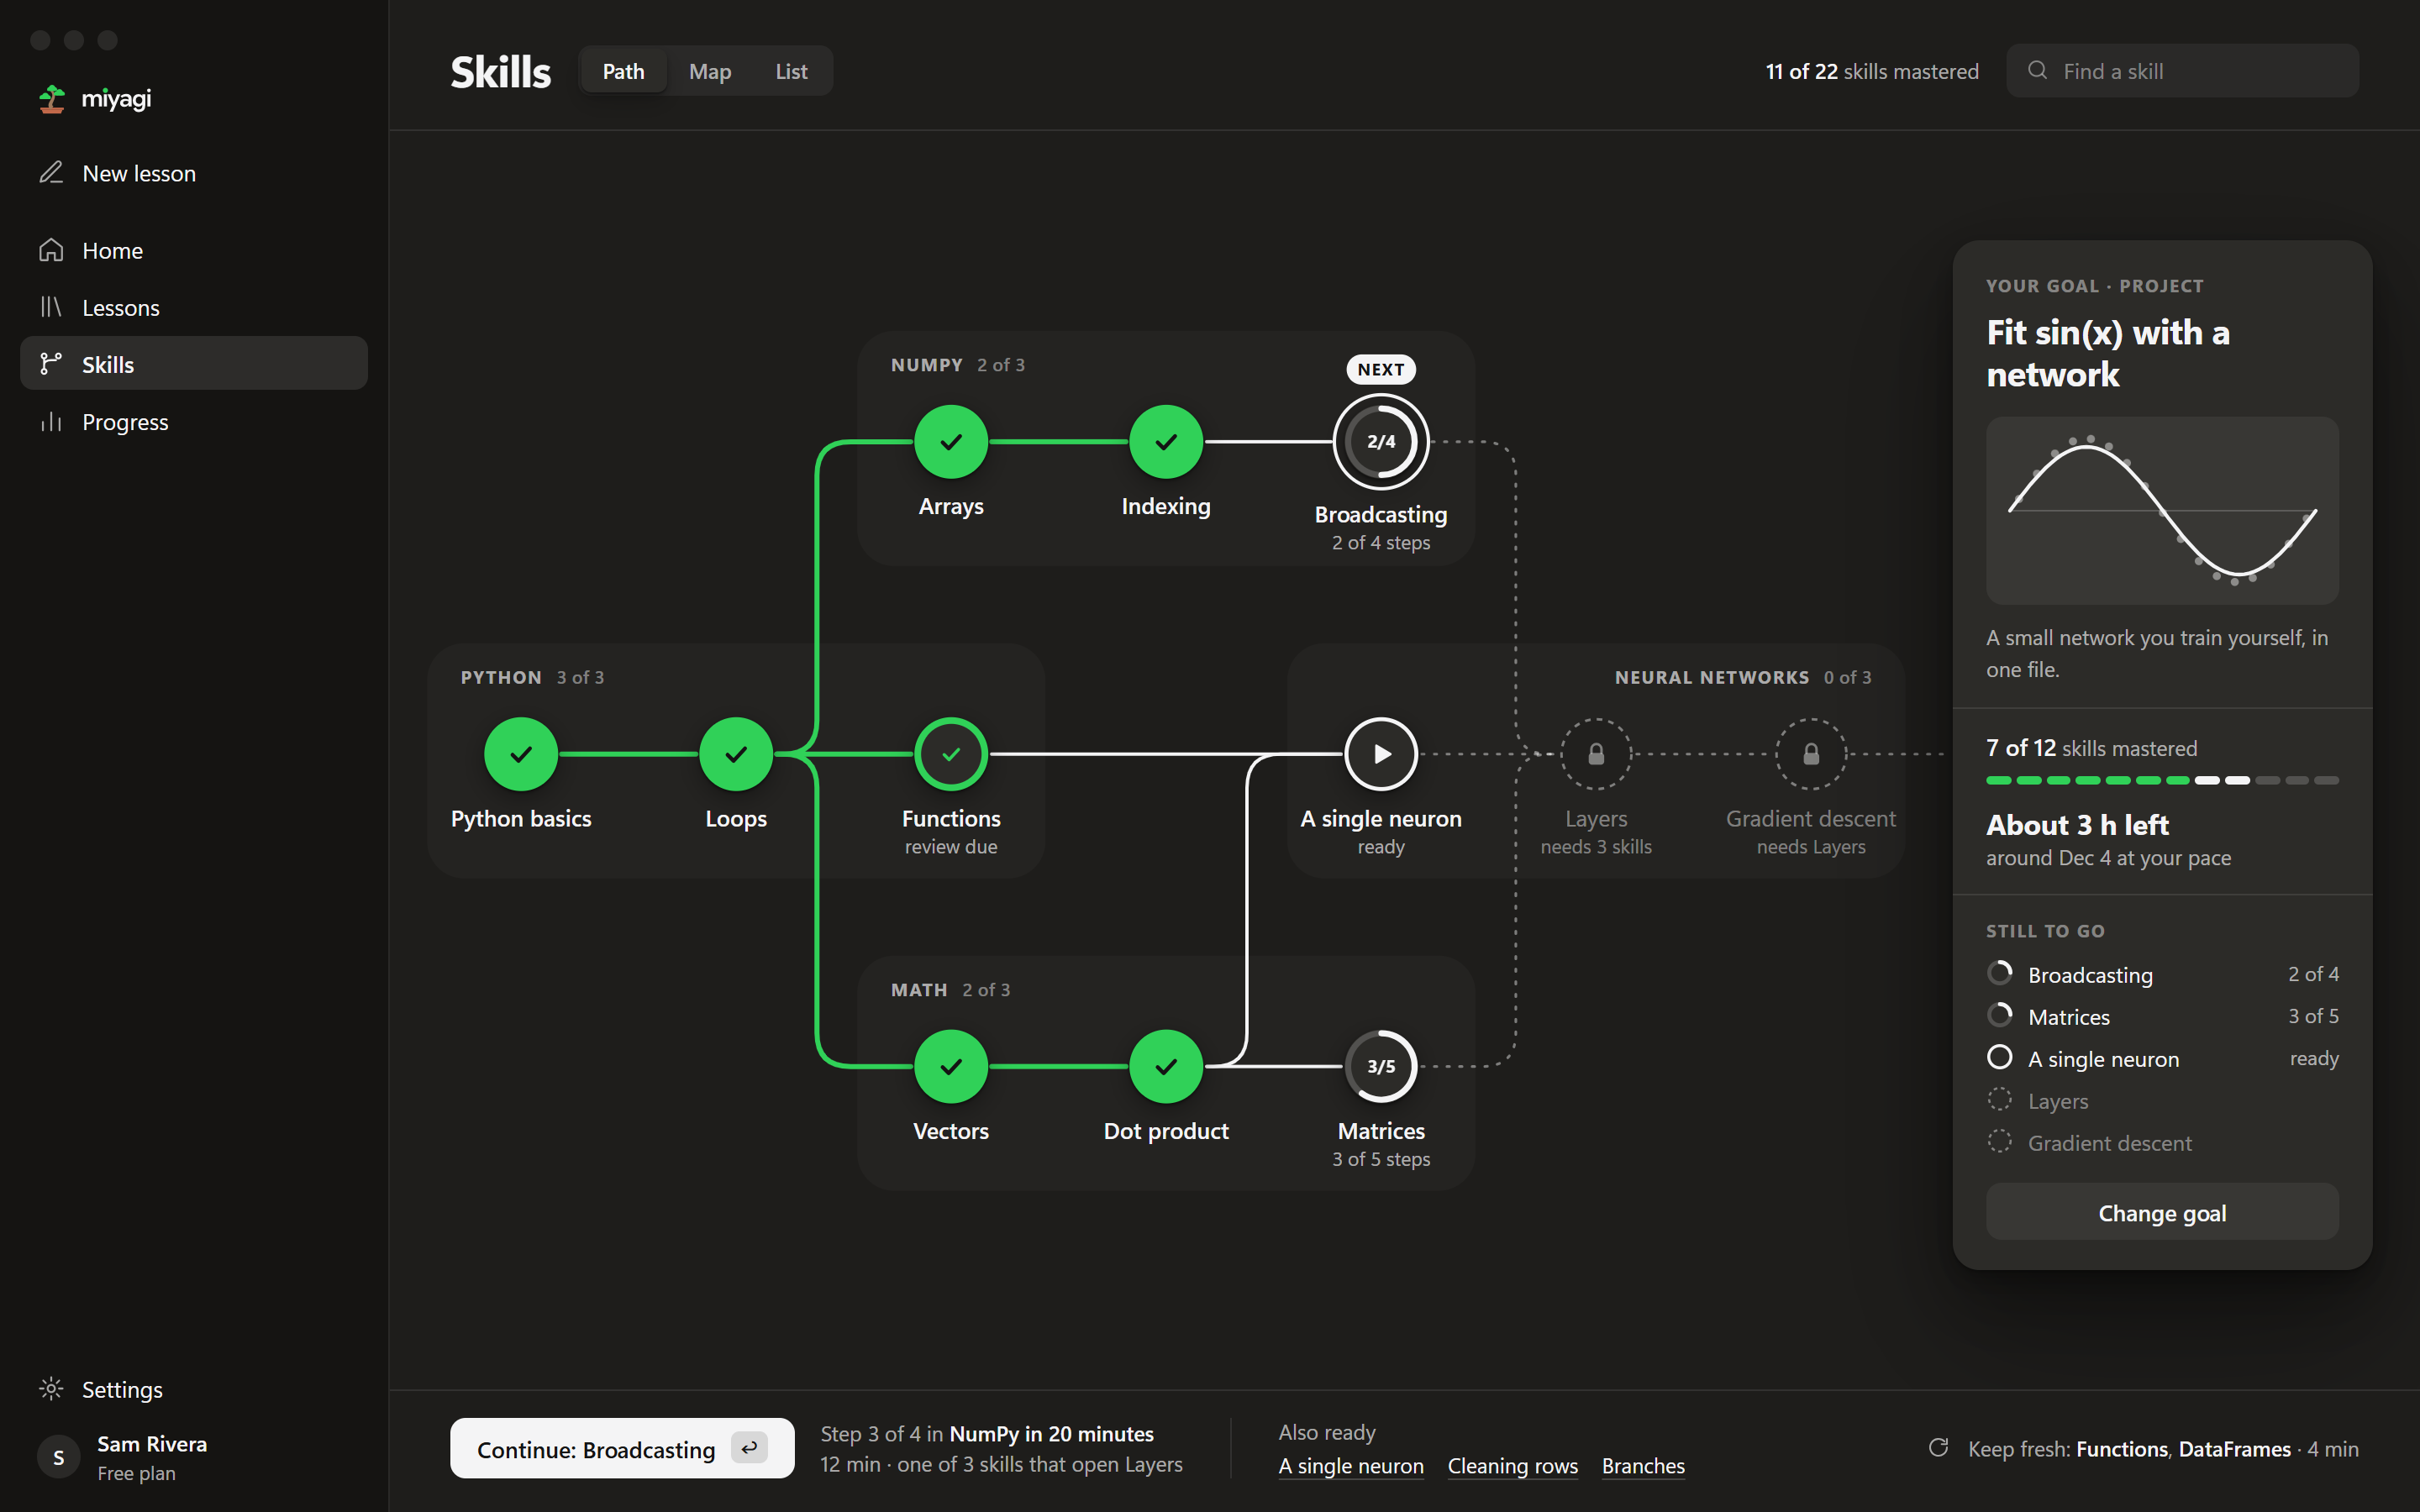 miyagi
New lesson
Home
Lessons
Skills
Progress
Settings
S
Sam Rivera
Free plan
Skills
Path
Map
List
11 of 22 skills mastered
Find a skill
NUMPY 2 of 3
NEXT
2/4
Arrays
Indexing
Broadcasting
2 of 4 steps
PYTHON 3 of 3
Python basics
Loops
Functions
review due
NEURAL NETWORKS 0 of 3
A single neuron
ready
Layers
needs 3 skills
Gradient descent
needs Layers
MATH 2 of 3
3/5
Vectors
Dot product
Matrices
3 of 5 steps
YOUR GOAL · PROJECT
Fit sin(x) with a
network
A small network you train yourself, in
one file.
7 of 12 skills mastered
About 3 h left
around Dec 4 at your pace
STILL TO GO
Broadcasting 2 of 4
Matrices 3 of 5
A single neuron ready
Layers
Gradient descent
Change goal
Continue: Broadcasting
Step 3 of 4 in NumPy in 20 minutes
12 min · one of 3 skills that open Layers
Also ready
A single neuron Cleaning rows Branches
Keep fresh: Functions, DataFrames · 4 min